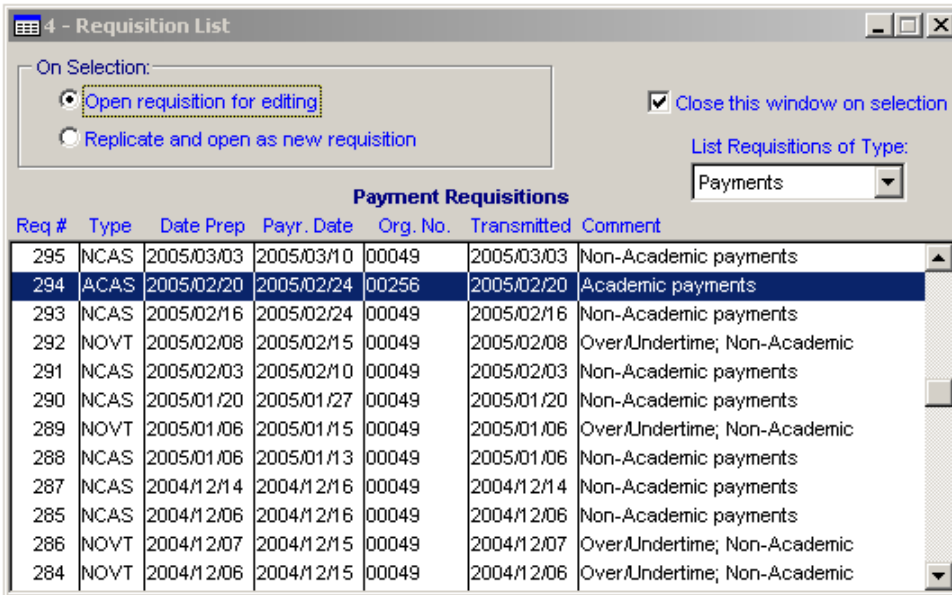 4 - Requisition List
On Selection:
Open requisition for editing
Replicate and open as new requisition
Close this window on selection
List Requisitions of Type:
Payments
Payment Requisitions
Req # Type Date Prep Payr. Date Org. No. Transmitted Comment
295 NCAS 2005/03/03 2005/03/10 00049 2005/03/03 Non-Academic payments
294 ACAS 2005/02/20 2005/02/24 00256 2005/02/20 Academic payments
293 NCAS 2005/02/16 2005/02/24 00049 2005/02/16 Non-Academic payments
292 NOVT 2005/02/08 2005/02/15 00049 2005/02/08 Over/Undertime; Non-Academic
291 NCAS 2005/02/03 2005/02/10 00049 2005/02/03 Non-Academic payments
290 NCAS 2005/01/20 2005/01/27 00049 2005/01/20 Non-Academic payments
289 NOVT 2005/01/06 2005/01/15 00049 2005/01/06 Over/Undertime; Non-Academic
288 NCAS 2005/01/06 2005/01/13 00049 2005/01/06 Non-Academic payments
287 NCAS 2004/12/14 2004/12/16 00049 2004/12/14 Non-Academic payments
285 NCAS 2004/12/06 2004/12/16 00049 2004/12/06 Non-Academic payments
286 NOVT 2004/12/07 2004/12/15 00049 2004/12/07 Over/Undertime; Non-Academic
284 NOVT 2004/12/06 2004/12/15 00049 2004/12/06 Over/Undertime; Non-Academic